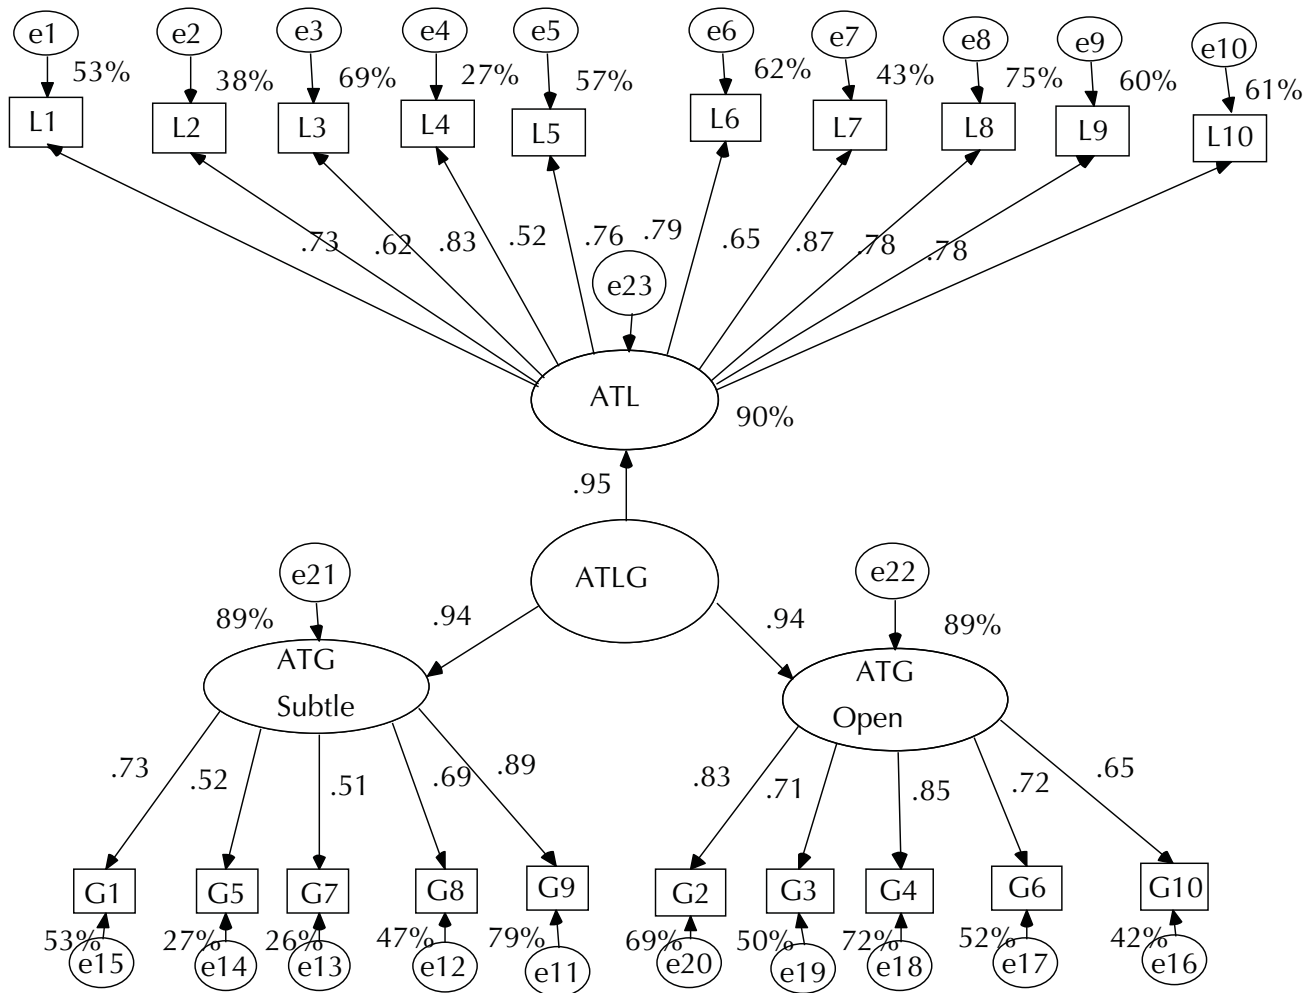 e1 e2 e3 e4 e5 e6 e7 e8 e9 e10
53% 38% 69% 27% 57% 62% 43% 75% 60% 61%
L1 L2 L3 L4 L5 L6 L7 L8 L9 L10
.73 .62 .83 .52 .76 .79 .65 .87 .78 .78
e23
ATL
90%
.95
ATLG
e21 e22
89% .94 .94 89%
ATG
Subtle
ATG
Open
.73 .52 .51 .69 .89 .83 .71 .85 .72 .65
G1 G5 G7 G8 G9 G2 G3 G4 G6 G10
53% 27% 26% 47% 79% 69% 50% 72% 52% 42%
e15 e14 e13 e12 e11 e20 e19 e18 e17 e16